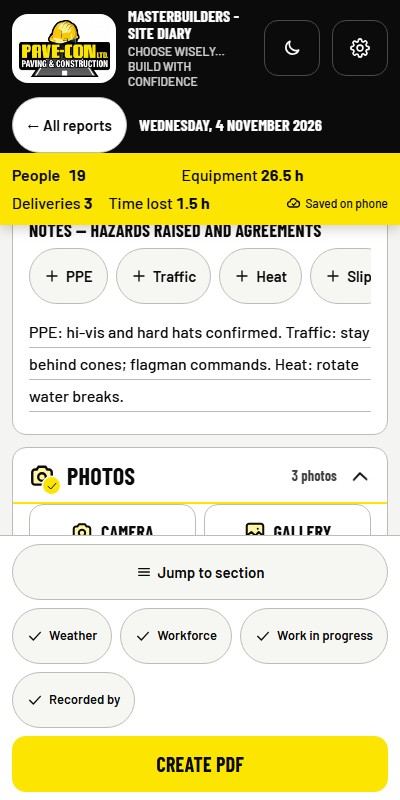 PAVE-CON LTD.
PAVING & CONSTRUCTION
MASTERBUILDERS -
SITE DIARY
CHOOSE WISELY...
BUILD WITH
CONFIDENCE
← All reports
WEDNESDAY, 4 NOVEMBER 2026
People 19
Equipment 26.5 h
Deliveries 3
Time lost 1.5 h
Saved on phone
NOTES — HAZARDS RAISED AND AGREEMENTS
+ PPE
+ Traffic
+ Heat
+ Slip
PPE: hi-vis and hard hats confirmed. Traffic: stay
behind cones; flagman commands. Heat: rotate
water breaks.
PHOTOS
3 photos
CAMERA
GALLERY
Jump to section
Weather
Workforce
Work in progress
Recorded by
CREATE PDF